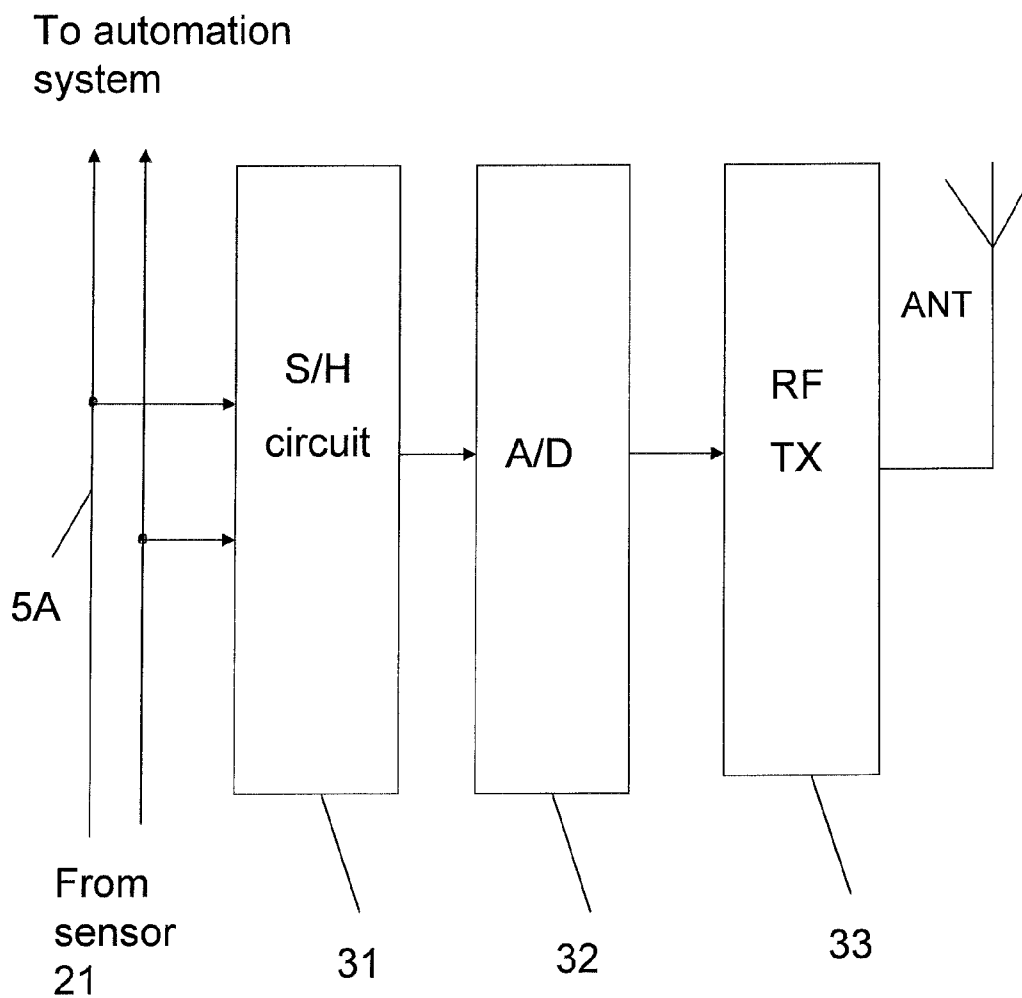 To automation
system
ANT
S/H
circuit
RF
TX
A/D
5A
From
sensor
21
31
32
33